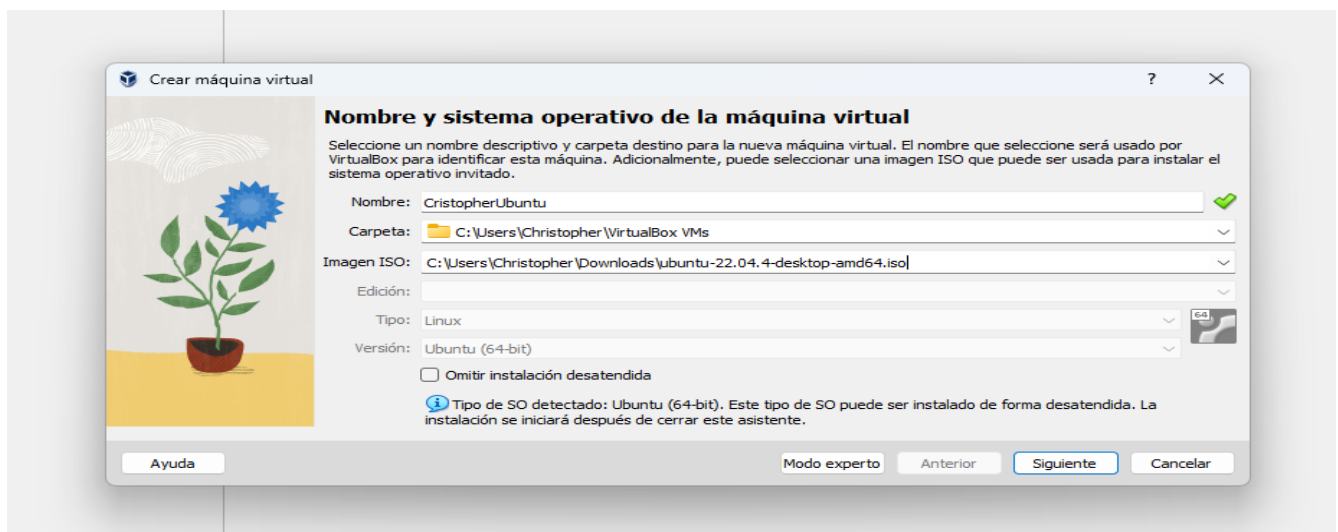 Crear máquina virtual
?
Nombre y sistema operativo de la máquina virtual
Seleccione un nombre descriptivo y carpeta destino para la nueva máquina virtual. El nombre que seleccione será usado por
VirtualBox para identificar esta máquina. Adicionalmente, puede seleccionar una imagen ISO que puede ser usada para instalar el
sistema operativo invitado.
Nombre: CristopherUbuntu
Carpeta: C:\Users\Christopher\VirtualBox VMs
Imagen ISO: C:\Users\Christopher\Downloads\ubuntu-22.04.4-desktop-amd64.iso
Edición:
Tipo: Linux
64
Versión: Ubuntu (64-bit)
Omitir instalación desatendida
Tipo de SO detectado: Ubuntu (64-bit). Este tipo de SO puede ser instalado de forma desatendida. La
instalación se iniciará después de cerrar este asistente.
Ayuda Modo experto Anterior Siguiente Cancelar